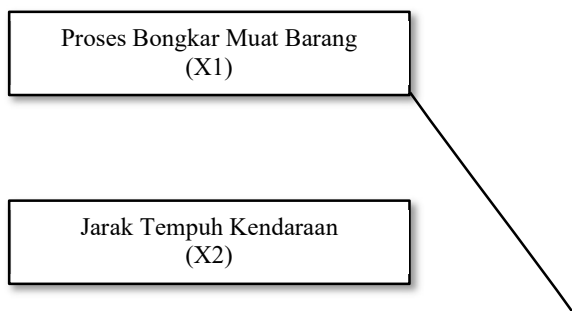 Proses Bongkar Muat Barang
(X1)
Jarak Tempuh Kendaraan
(X2)